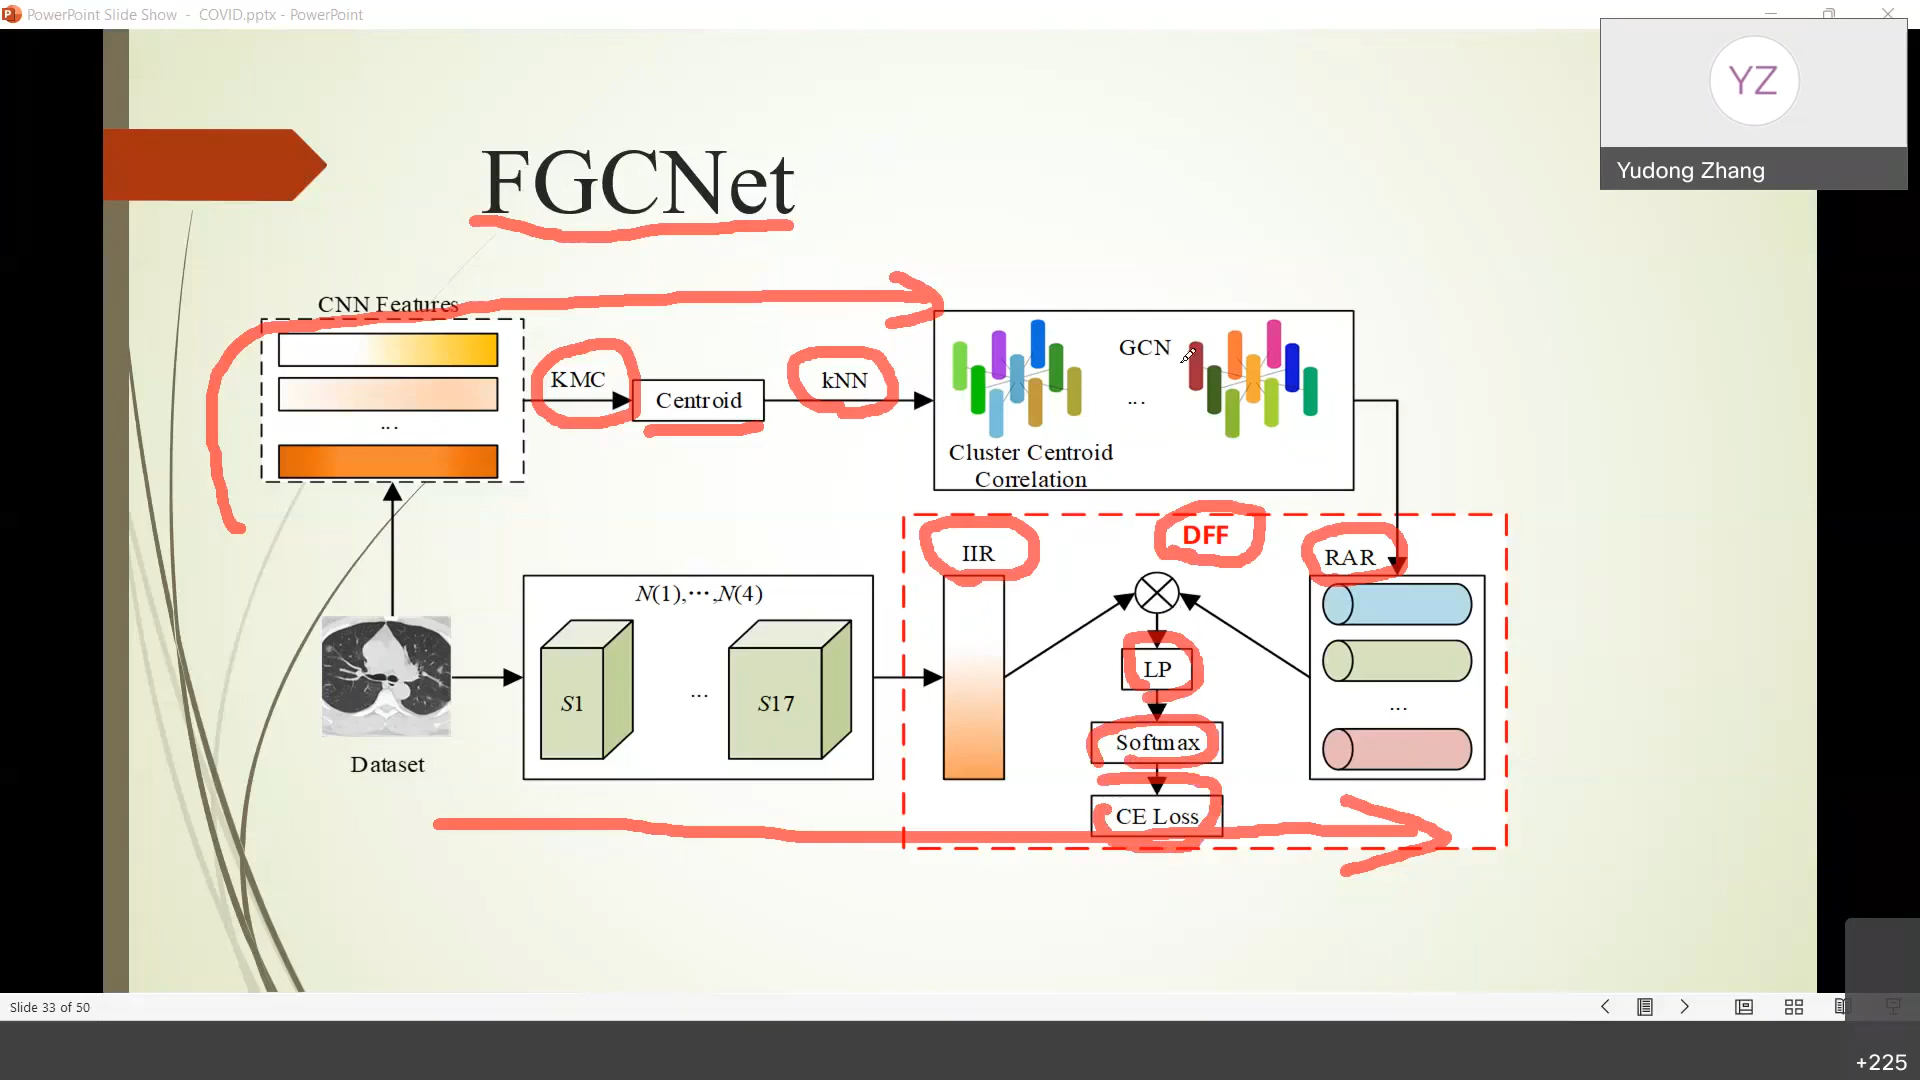 PowerPoint Slide Show - COVID.pptx - PowerPoint
YZ
Yudong Zhang
FGCNet
CNN Features
...
KMC
Centroid
kNN
GCN
...
Cluster Centroid
Correlation
Dataset
N(1),⋯,N(4)
S1
...
S17
IIR
DFF
RAR
LP
Softmax
CE Loss
...
Slide 33 of 50
+225